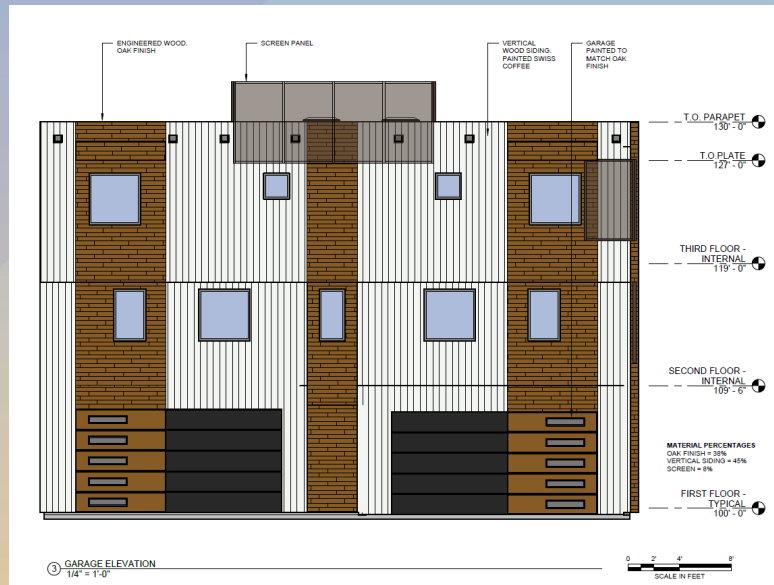 ENGINEERED WOOD.
OAK FINISH
SCREEN PANEL
VERTICAL
WOOD SIDING.
PAINTED SWISS
COFFEE
GARAGE
PAINTED TO
MATCH OAK
FINISH
T.O. PARAPET
130' - 0"
T.O.PLATE
127' - 0"
THIRD FLOOR -
INTERNAL
119' - 0"
SECOND FLOOR -
INTERNAL
109' - 6"
MATERIAL PERCENTAGES
OAK FINISH = 38%
VERTICAL SIDING = 45%
SCREEN = 8%
FIRST FLOOR -
TYPICAL
100' - 0"
3 GARAGE ELEVATION
1/4" = 1'-0"
0 2' 4' 8'
SCALE IN FEET